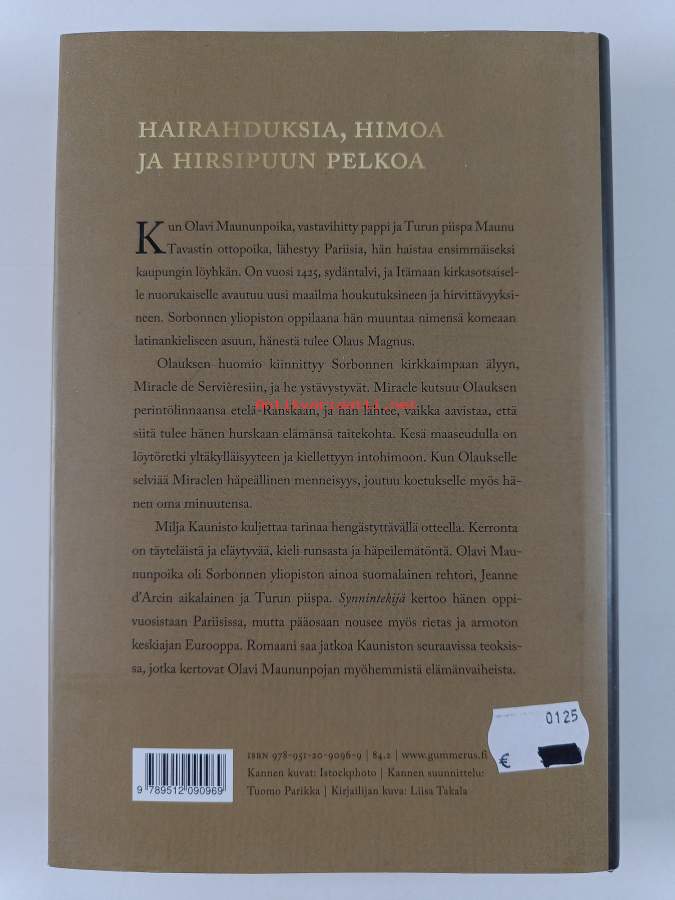 HAIRAHDUKSIA, HIMOA
JA HIRSIPUUN PELKOA
Kun Olavi Maununpoika, vastavihitty pappi ja Turun piispa Maunu
Tavastin ottopoika, lähestyy Pariisia, hän haistaa ensimmäiseksi
kaupungin löyhkän. On vuosi 1425, sydäntalvi, ja Itämaan kirkasotsaisel-
le nuorukaiselle avautuu uusi maailma houkutuksineen ja hirvittävyyksi-
neen. Sorbonnen yliopiston oppilaana hän muuntaa nimensä komeaan
latinankieliseen asuun, hänestä tulee Olaus Magnus.
Olauksen huomio kiinnittyy Sorbonnen kirkkaimpaan älyyn,
Miracle de Servièresiin, ja he ystävystyvät. Miracle kutsuu Olauksen
perintölinnaansa etelä-Ranskaan, ja hän lähtee, vaikka aavistaa, että
siitä tulee hänen hurskaan elämänsä taitekohta. Kesä maaseudulla on
löytöretki yltäkylläisyyteen ja kiellettyyn intohimoon. Kun Olaukselle
selviää Miraclen häpeällinen menneisyys, joutuu koetukselle myös hä-
nen oma minuutensa.
Milja Kaunisto kuljettaa tarinaa hengästyttävällä otteella. Kerronta
on täyteläistä ja eläytyvää, kieli runsasta ja häpeilemätöntä. Olavi Mau-
nunpoika oli Sorbonnen yliopiston ainoa suomalainen rehtori, Jeanne
d'Arcin aikalainen ja Turun piispa. Synnintekijä kertoo hänen oppi-
vuosistaan Pariisissa, mutta pääosaan nousee myös rietas ja armoton
keskiajan Eurooppa. Romaani saa jatkoa Kauniston seuraavissa teoksis-
sa, jotka kertovat Olavi Maununpojan myöhemmistä elämänvaiheista.
0125
€
ISBN 978-951-20-9096-9 | 84.2 | www.gummerus.fi
Kannen kuvat: Istockphoto | Kannen suunnittelu:
Tuomo Parikka | Kirjailijan kuva: Liisa Takala
9 789512 090969